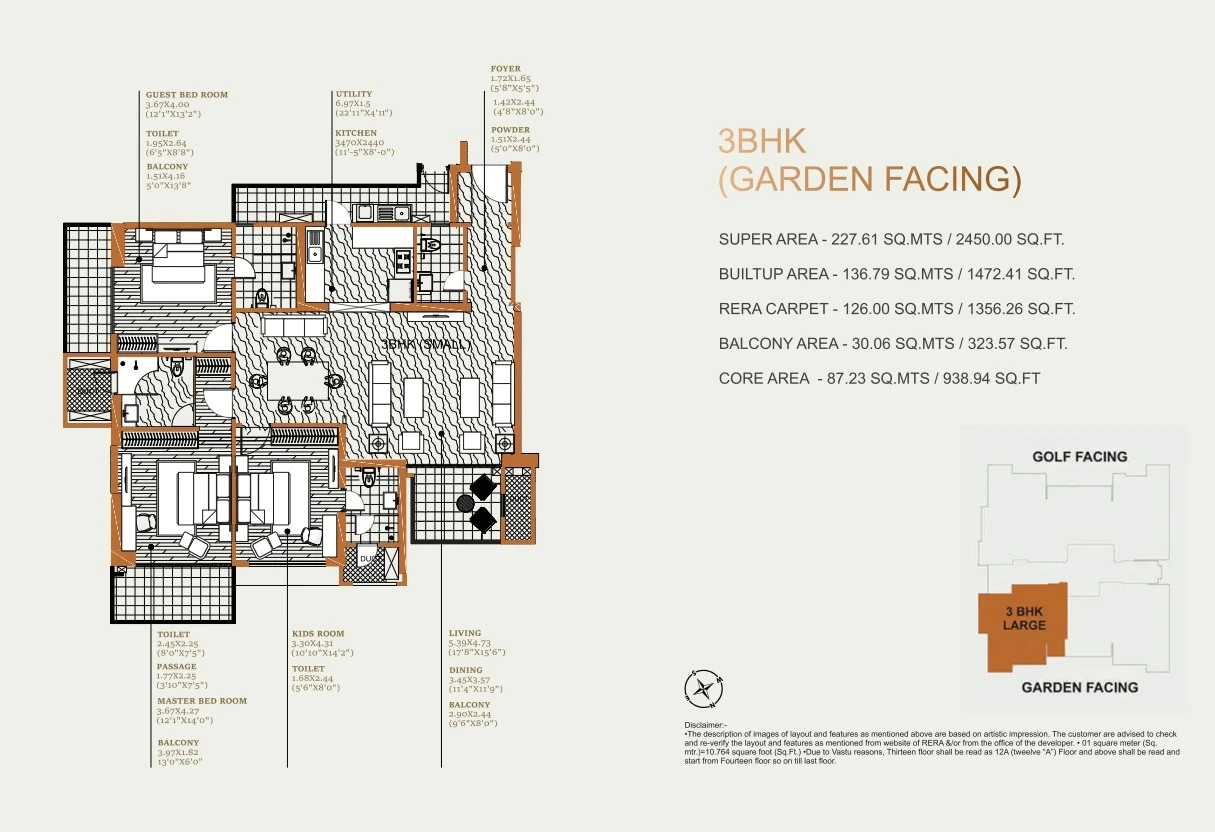 FOYER
1.72X1.65
(5'8"X5'5")
1.42X2.44
(4'8"X8'0")
POWDER
1.51X2.44
(5'0"X8'0")
GUEST BED ROOM
3.67X4.00
(12'1"X13'2")
TOILET
1.95X2.64
(6'5"X8'8")
BALCONY
1.51X4.16
5'0"X13'8"
UTILITY
6.97X1.5
(22'11"X4'11")
KITCHEN
3470X2440
(11'-5"X8'-0")
3BHK (SMALL)
DUCT
TOILET
2.45X2.25
(8'0"X7'5")
PASSAGE
1.77X2.25
(3'10"X7'5")
MASTER BED ROOM
3.67X4.27
(12'1"X14'0")
BALCONY
3.97X1.82
13'0"X6'0"
KIDS ROOM
3.30X4.31
(10'10"X14'2")
TOILET
1.68X2.44
(5'6"X8'0")
LIVING
5.39X4.73
(17'8"X15'6")
DINING
3.45X3.57
(11'4"X11'9")
BALCONY
2.90X2.44
(9'6"X8'0")
3BHK
(GARDEN FACING)
SUPER AREA - 227.61 SQ.MTS / 2450.00 SQ.FT.
BUILTUP AREA - 136.79 SQ.MTS / 1472.41 SQ.FT.
RERA CARPET - 126.00 SQ.MTS / 1356.26 SQ.FT.
BALCONY AREA - 30.06 SQ.MTS / 323.57 SQ.FT.
CORE AREA - 87.23 SQ.MTS / 938.94 SQ.FT
GOLF FACING
3 BHK
LARGE
GARDEN FACING
Disclaimer:-
•The description of images of layout and features as mentioned above are based on artistic impression. The customer are advised to check
and re-verify the layout and features as mentioned from website of RERA &/or from the office of the developer. • 01 square meter (Sq.
mtr.)=10.764 square foot (Sq.Ft.) •Due to Vastu reasons, Thirteen floor shall be read as 12A (tweelve "A") Floor and above shall be read and
start from Fourteen floor so on till last floor.